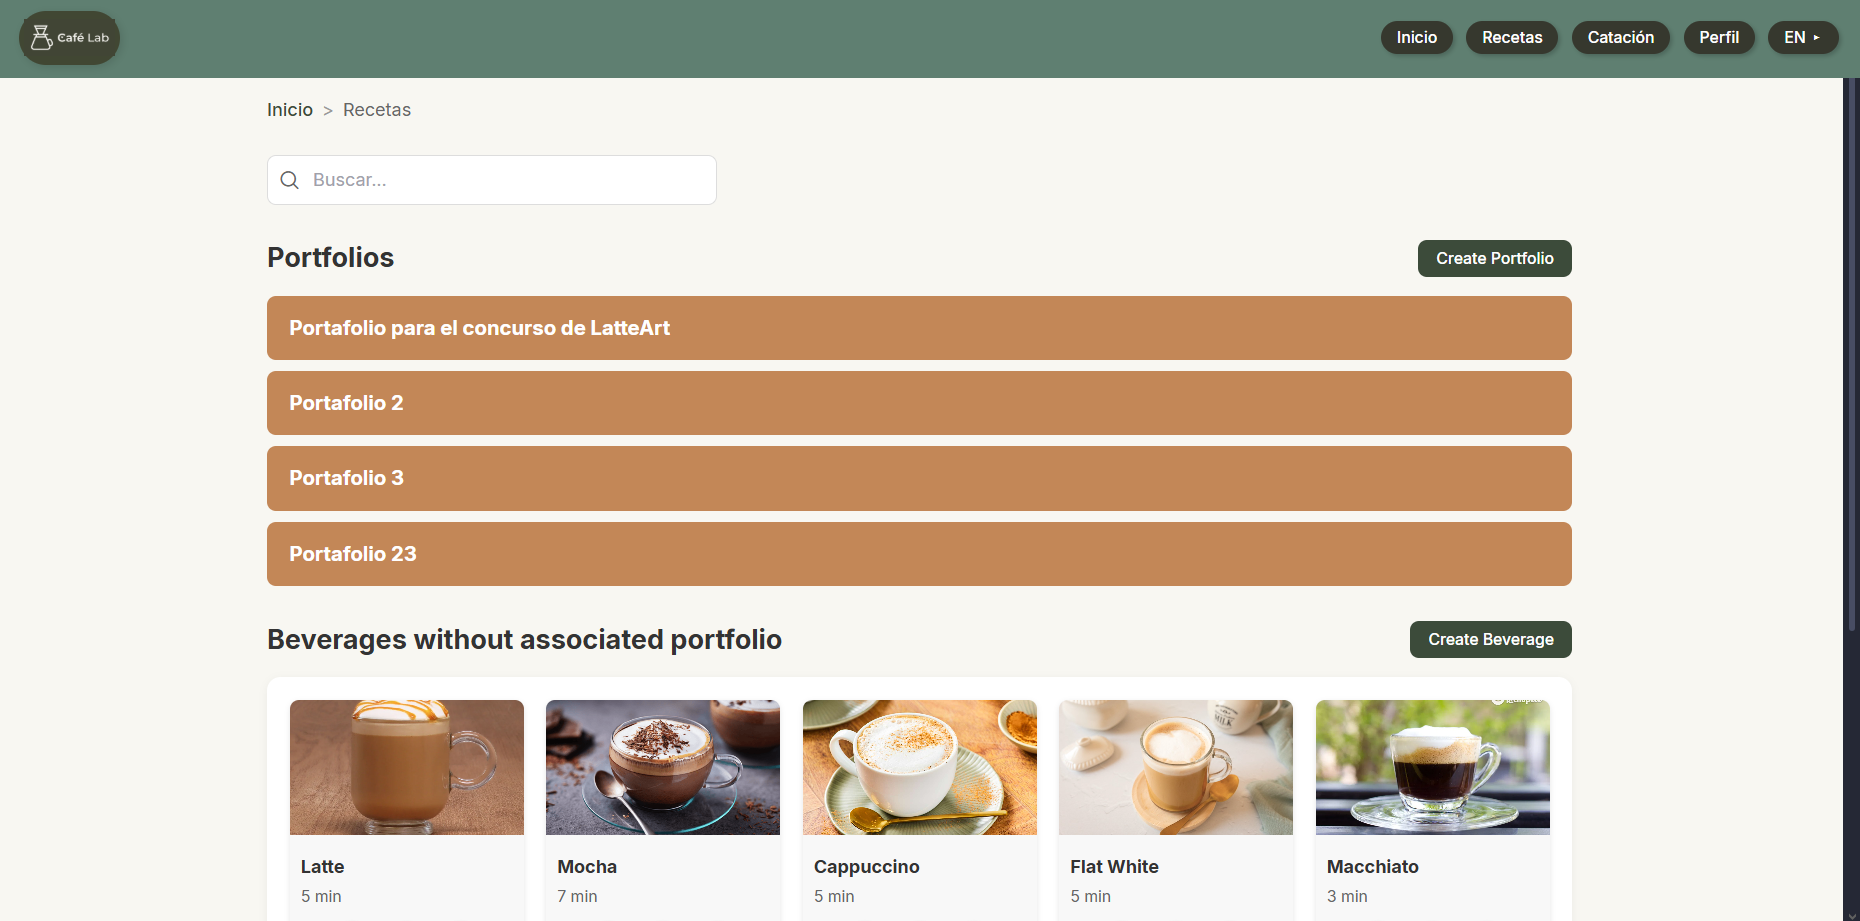 Café Lab
Inicio
Recetas
Catación
Perfil
EN ▸
Inicio > Recetas
Buscar...
Portfolios
Create Portfolio
Portafolio para el concurso de LatteArt
Portafolio 2
Portafolio 3
Portafolio 23
Beverages without associated portfolio
Create Beverage
MILK
Latte
Mocha
Cappuccino
Flat White
Macchiato
5 min
7 min
5 min
5 min
3 min